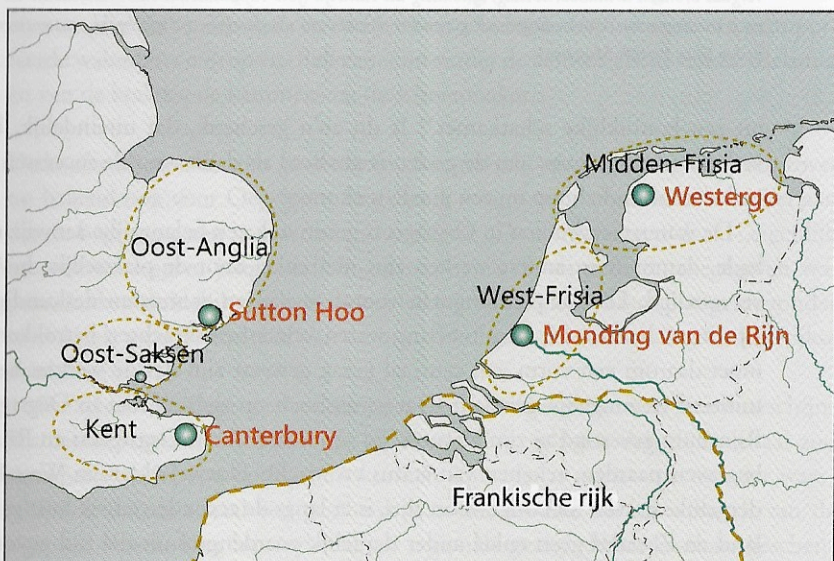 Midden-Frisia
Westergo
Oost-Anglia
West-Frisia
Sutton Hoo
Monding van de Rijn
Oost-Saksen
Kent
Canterbury
Frankische rijk